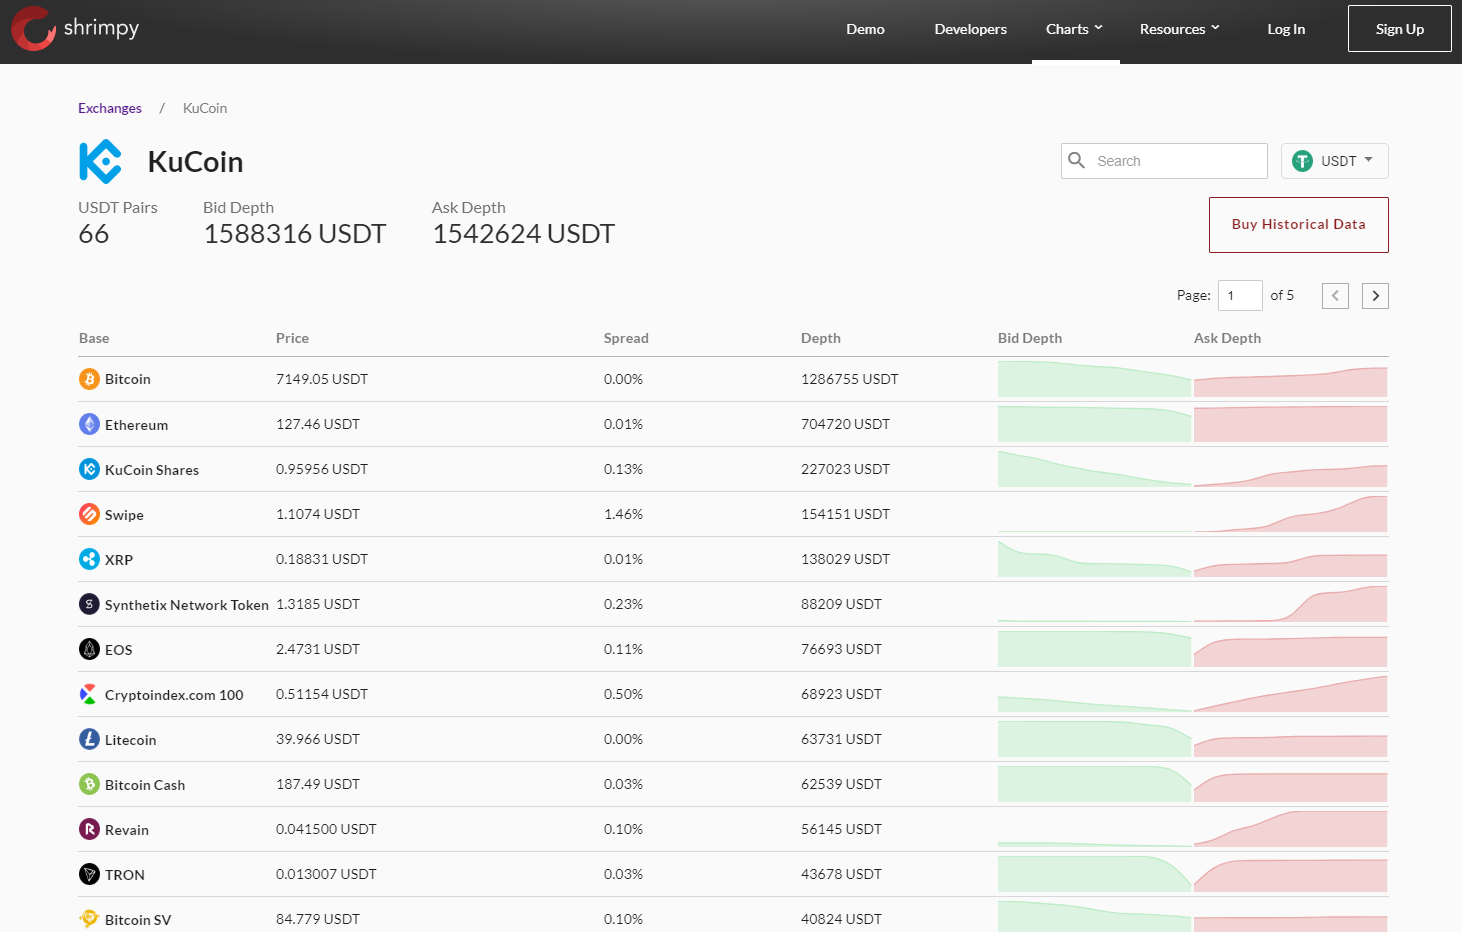 shrimpy Demo Developers Charts Resources Log In Sign Up
Exchanges / KuCoin
KuCoin Search USDT
USDT Pairs Bid Depth Ask Depth
66 1588316 USDT 1542624 USDT
Buy Historical Data
Page: 1 of 5
Base Price Spread Depth Bid Depth Ask Depth
Bitcoin 7149.05 USDT 0.00% 1286755 USDT
Ethereum 127.46 USDT 0.01% 704720 USDT
KuCoin Shares 0.95956 USDT 0.13% 227023 USDT
Swipe 1.1074 USDT 1.46% 154151 USDT
XRP 0.18831 USDT 0.01% 138029 USDT
Synthetix Network Token 1.3185 USDT 0.23% 88209 USDT
EOS 2.4731 USDT 0.11% 76693 USDT
Cryptoindex.com 100 0.51154 USDT 0.50% 68923 USDT
Litecoin 39.966 USDT 0.00% 63731 USDT
Bitcoin Cash 187.49 USDT 0.03% 62539 USDT
Revain 0.041500 USDT 0.10% 56145 USDT
TRON 0.013007 USDT 0.03% 43678 USDT
Bitcoin SV 84.779 USDT 0.10% 40824 USDT